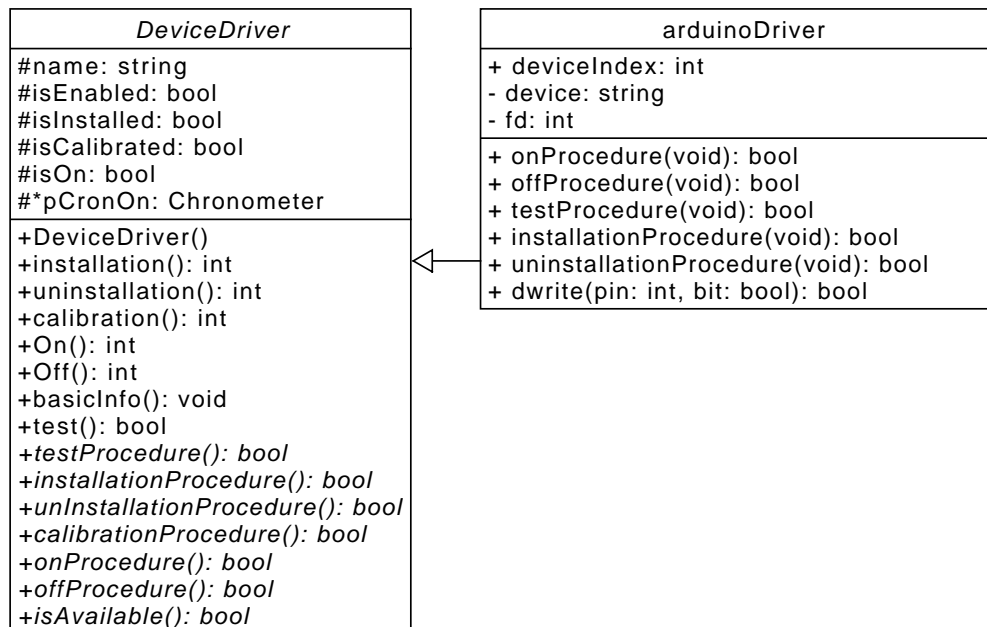 DeviceDriver
#name: string
#isEnabled: bool
#isInstalled: bool
#isCalibrated: bool
#isOn: bool
#*pCronOn: Chronometer
+DeviceDriver()
+installation(): int
+uninstallation(): int
+calibration(): int
+On(): int
+Off(): int
+basicInfo(): void
+test(): bool
+testProcedure(): bool
+installationProcedure(): bool
+unInstallationProcedure(): bool
+calibrationProcedure(): bool
+onProcedure(): bool
+offProcedure(): bool
+isAvailable(): bool
arduinoDriver
+ deviceIndex: int
- device: string
- fd: int
+ onProcedure(void): bool
+ offProcedure(void): bool
+ testProcedure(void): bool
+ installationProcedure(void): bool
+ uninstallationProcedure(void): bool
+ dwrite(pin: int, bit: bool): bool